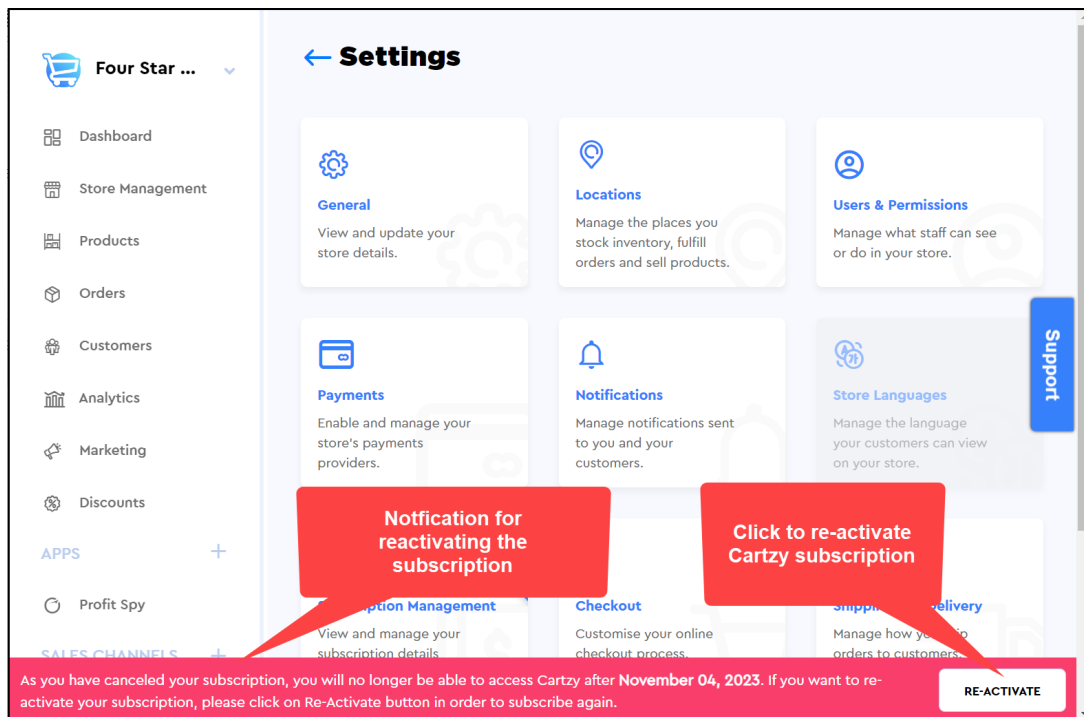 Four Star ...
Dashboard
Store Management
Products
Orders
Customers
Analytics
Marketing
Discounts
APPS +
Profit Spy
SALES CHANNELS +
← Settings
General
View and update your
store details.
Locations
Manage the places you
stock inventory, fulfill
orders and sell products.
Users & Permissions
Manage what staff can see
or do in your store.
Payments
Enable and manage your
store's payments
providers.
Notifications
Manage notifications sent
to you and your
customers.
Store Languages
Manage the language
your customers can view
on your store.
Support
Notfication for
reactivating the
subscription
Click to re-activate
Cartzy subscription
Management
View and manage your
subscription details
Checkout
Customise your online
checkout process.
Manage how
orders to customers.
As you have canceled your subscription, you will no longer be able to access Cartzy after November 04, 2023. If you want to re-
activate your subscription, please click on Re-Activate button in order to subscribe again.
RE-ACTIVATE